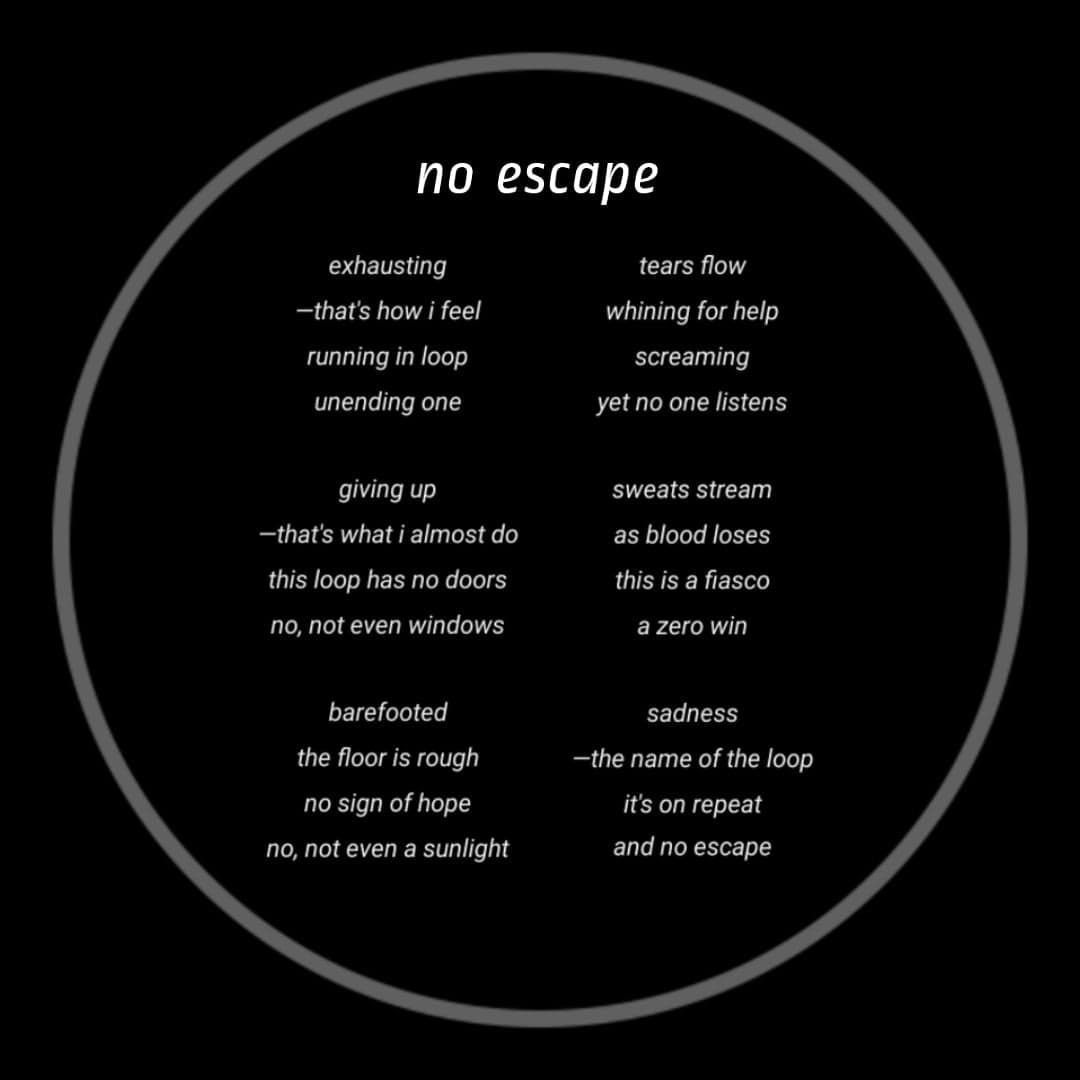 no escape
exhausting
—that's how i feel
running in loop
unending one
giving up
—that's what i almost do
this loop has no doors
no, not even windows
barefooted
the floor is rough
no sign of hope
no, not even a sunlight
tears flow
whining for help
screaming
yet no one listens
sweats stream
as blood loses
this is a fiasco
a zero win
sadness
—the name of the loop
it's on repeat
and no escape